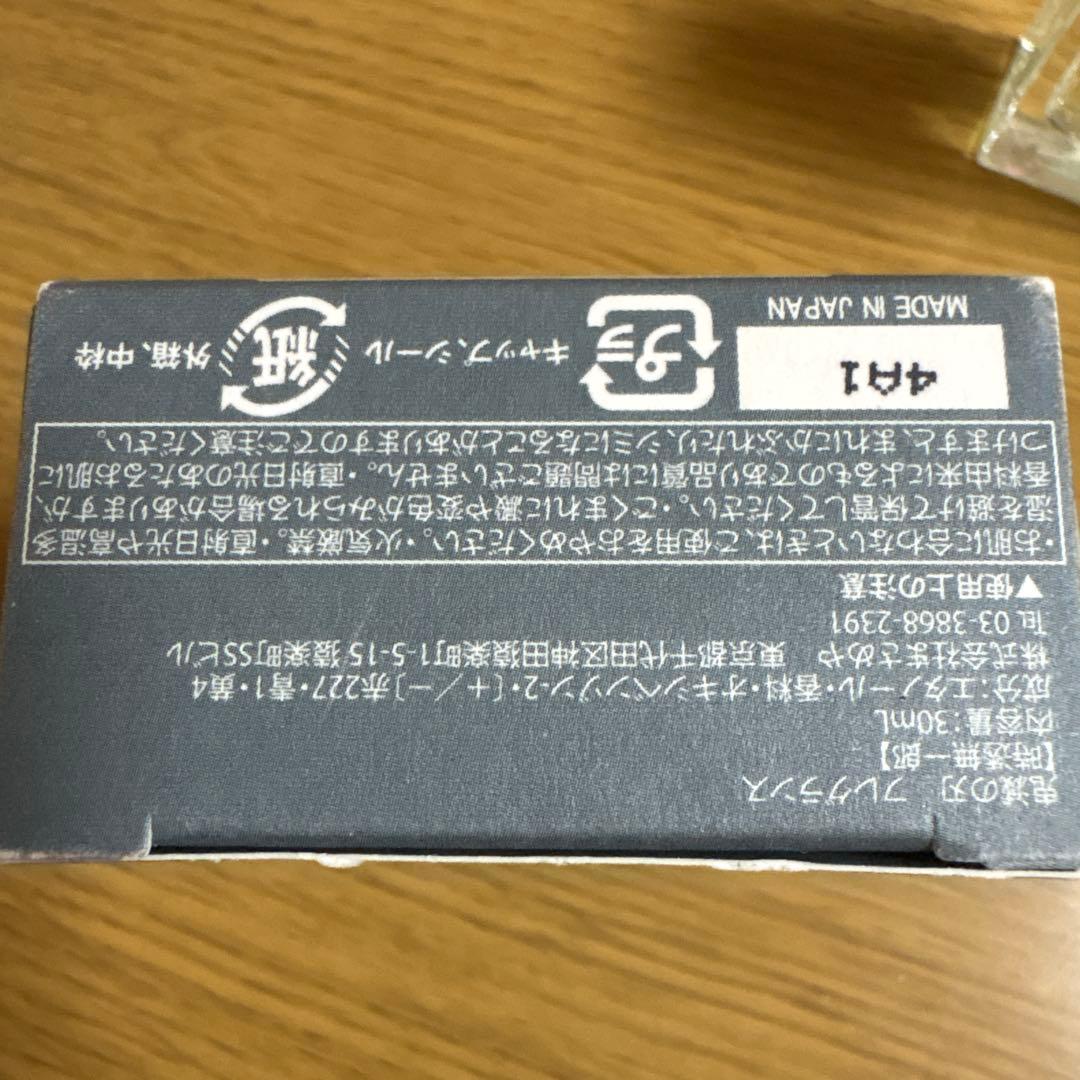 鬼滅の刃　フレグランス
【時透無一郎】
内容量:30mL
成分:エタノール・香料・オキシベンゾン-2・[+/-]赤227・青1・黄4
株式会社まさめや　東京都千代田区神田猿楽町1-5-15 猿楽町SSビル
TEL 03-3868-2391
▼使用上の注意
・お肌に合わないときは、ご使用をおやめください。・火気厳禁。・直射日光や高温多
湿を避けて保管してください。・ごくまれに澱や変色がみられる場合がありますが、
香料由来によるものであり品質には問題ございません。・直射日光のあたるお肌に
つけますと、まれにかぶれたり、シミになることがありますのでご注意ください。
4A1
MADE IN JAPAN
プラ
キャップ、シール
紙
外箱、中枠